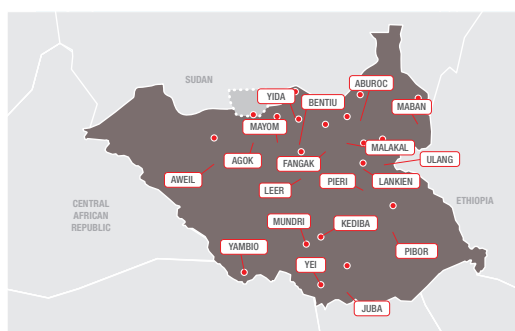 SUDAN
ABUROC
YIDA
BENTIU
MABAN
MAYOM
MALAKAL
AGOK
FANGAK
ULANG
AWEIL
LEER
PIERI
LANKIEN
CENTRAL
AFRICAN
REPUBLIC
ETHIOPIA
MUNDRI
KEDIBA
YAMBIO
PIBOR
YEI
JUBA